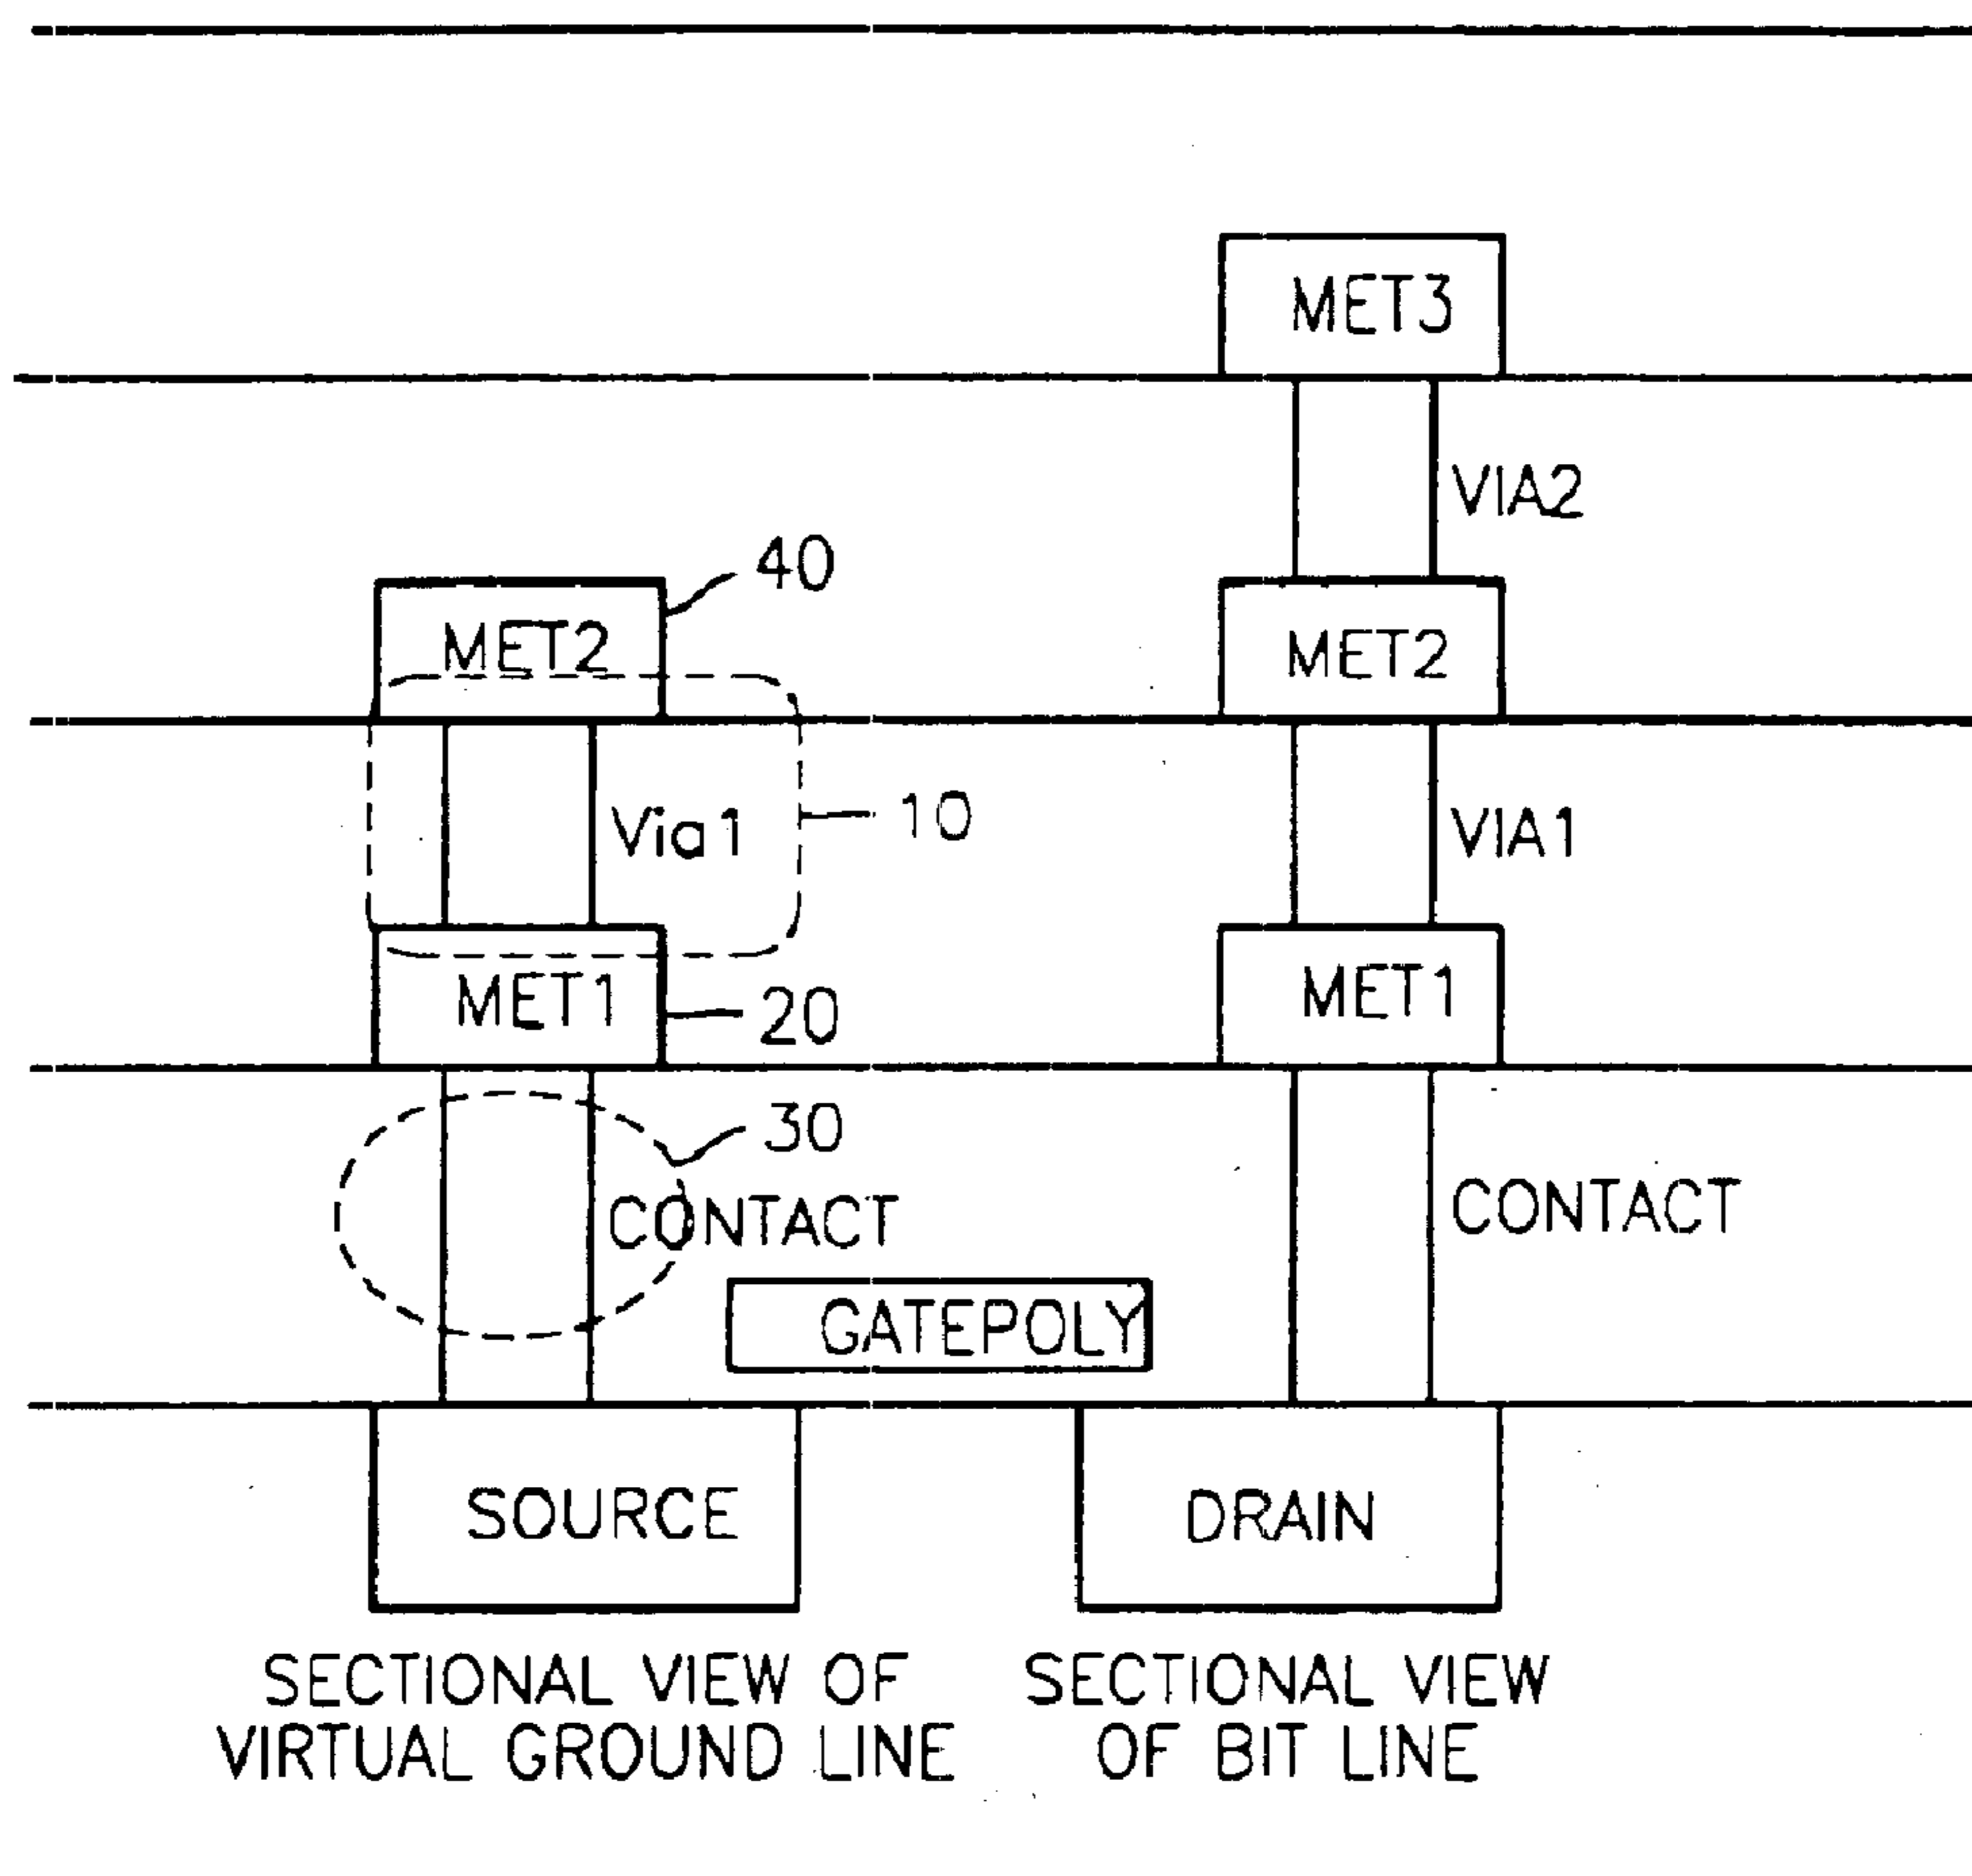 MET3
VIA2
40
MET2
MET2
Via1
10
VIA1
MET1
20
MET1
30
CONTACT
CONTACT
GATEPOLY
SOURCE
DRAIN
SECTIONAL VIEW OF
VIRTUAL GROUND LINE
SECTIONAL VIEW
OF BIT LINE